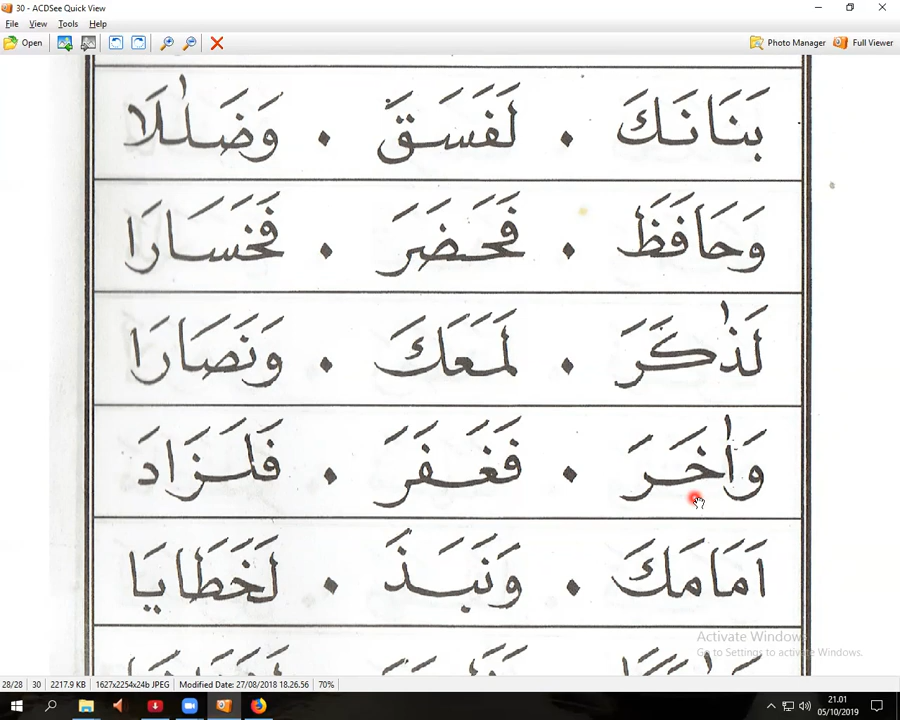 30 - ACDSee Quick View
File View Tools Help
Open Photo Manager Full Viewer
بَنَانَكَ • لَفَسَقَ • وَضَلٰلَا
وَحَافَظَ • فَحَضَرَ • فَخَسَارَا
لَذٰكَرَ • لَمَعَكَ • وَنَصَارَا
وَاٰخَرَ • فَغَفَرَ • فَلَزَادَ
اَمَامَكَ • وَنَبَذَ • لَخَطَايَا
Activate Windows
Go to Settings to activate Windows.
28/28 30 2217.9 KB 1627x2254x24b JPEG Modified Date: 27/08/2018 18.26.56 70%
21.01
05/10/2019